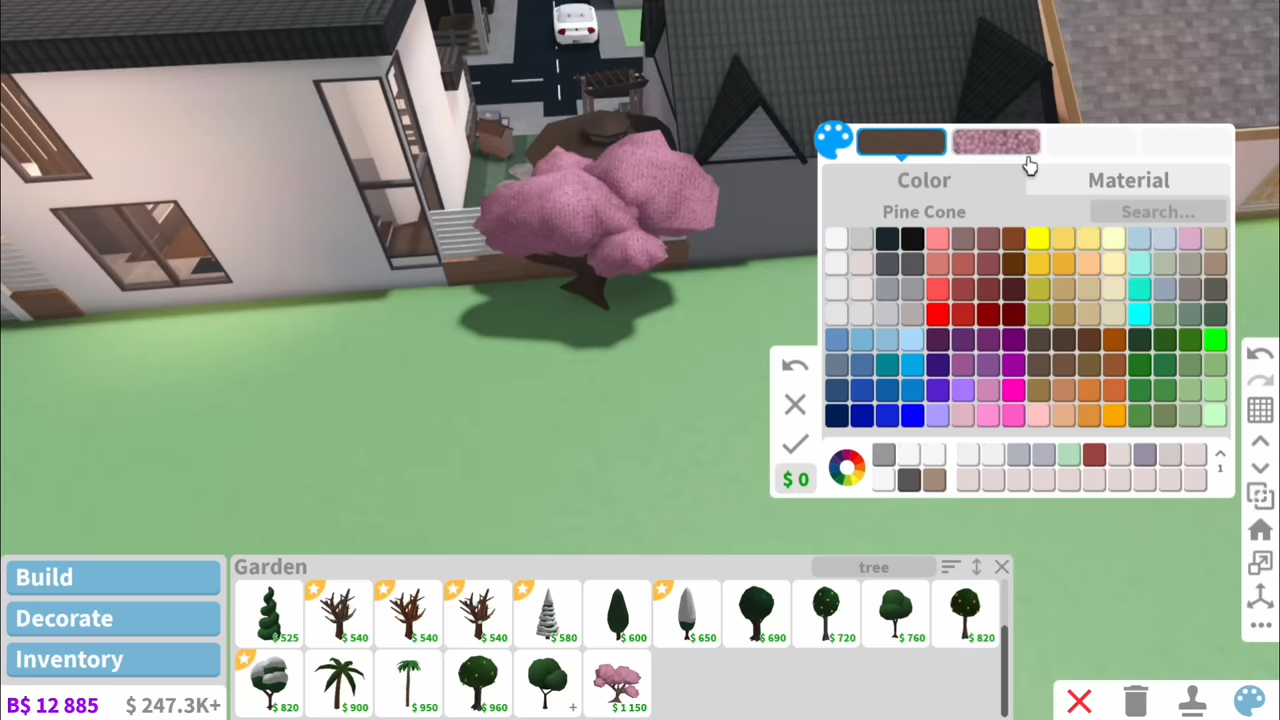 Color
Material
Pine Cone
Search...
$ 0
1
Build
Decorate
Inventory
B$ 12 885
$ 247.3K+
Garden
tree
$ 525
$ 540
$ 540
$ 540
$ 580
$ 600
$ 650
$ 690
$ 720
$ 760
$ 820
$ 820
$ 900
$ 950
$ 960
+
$ 1 150